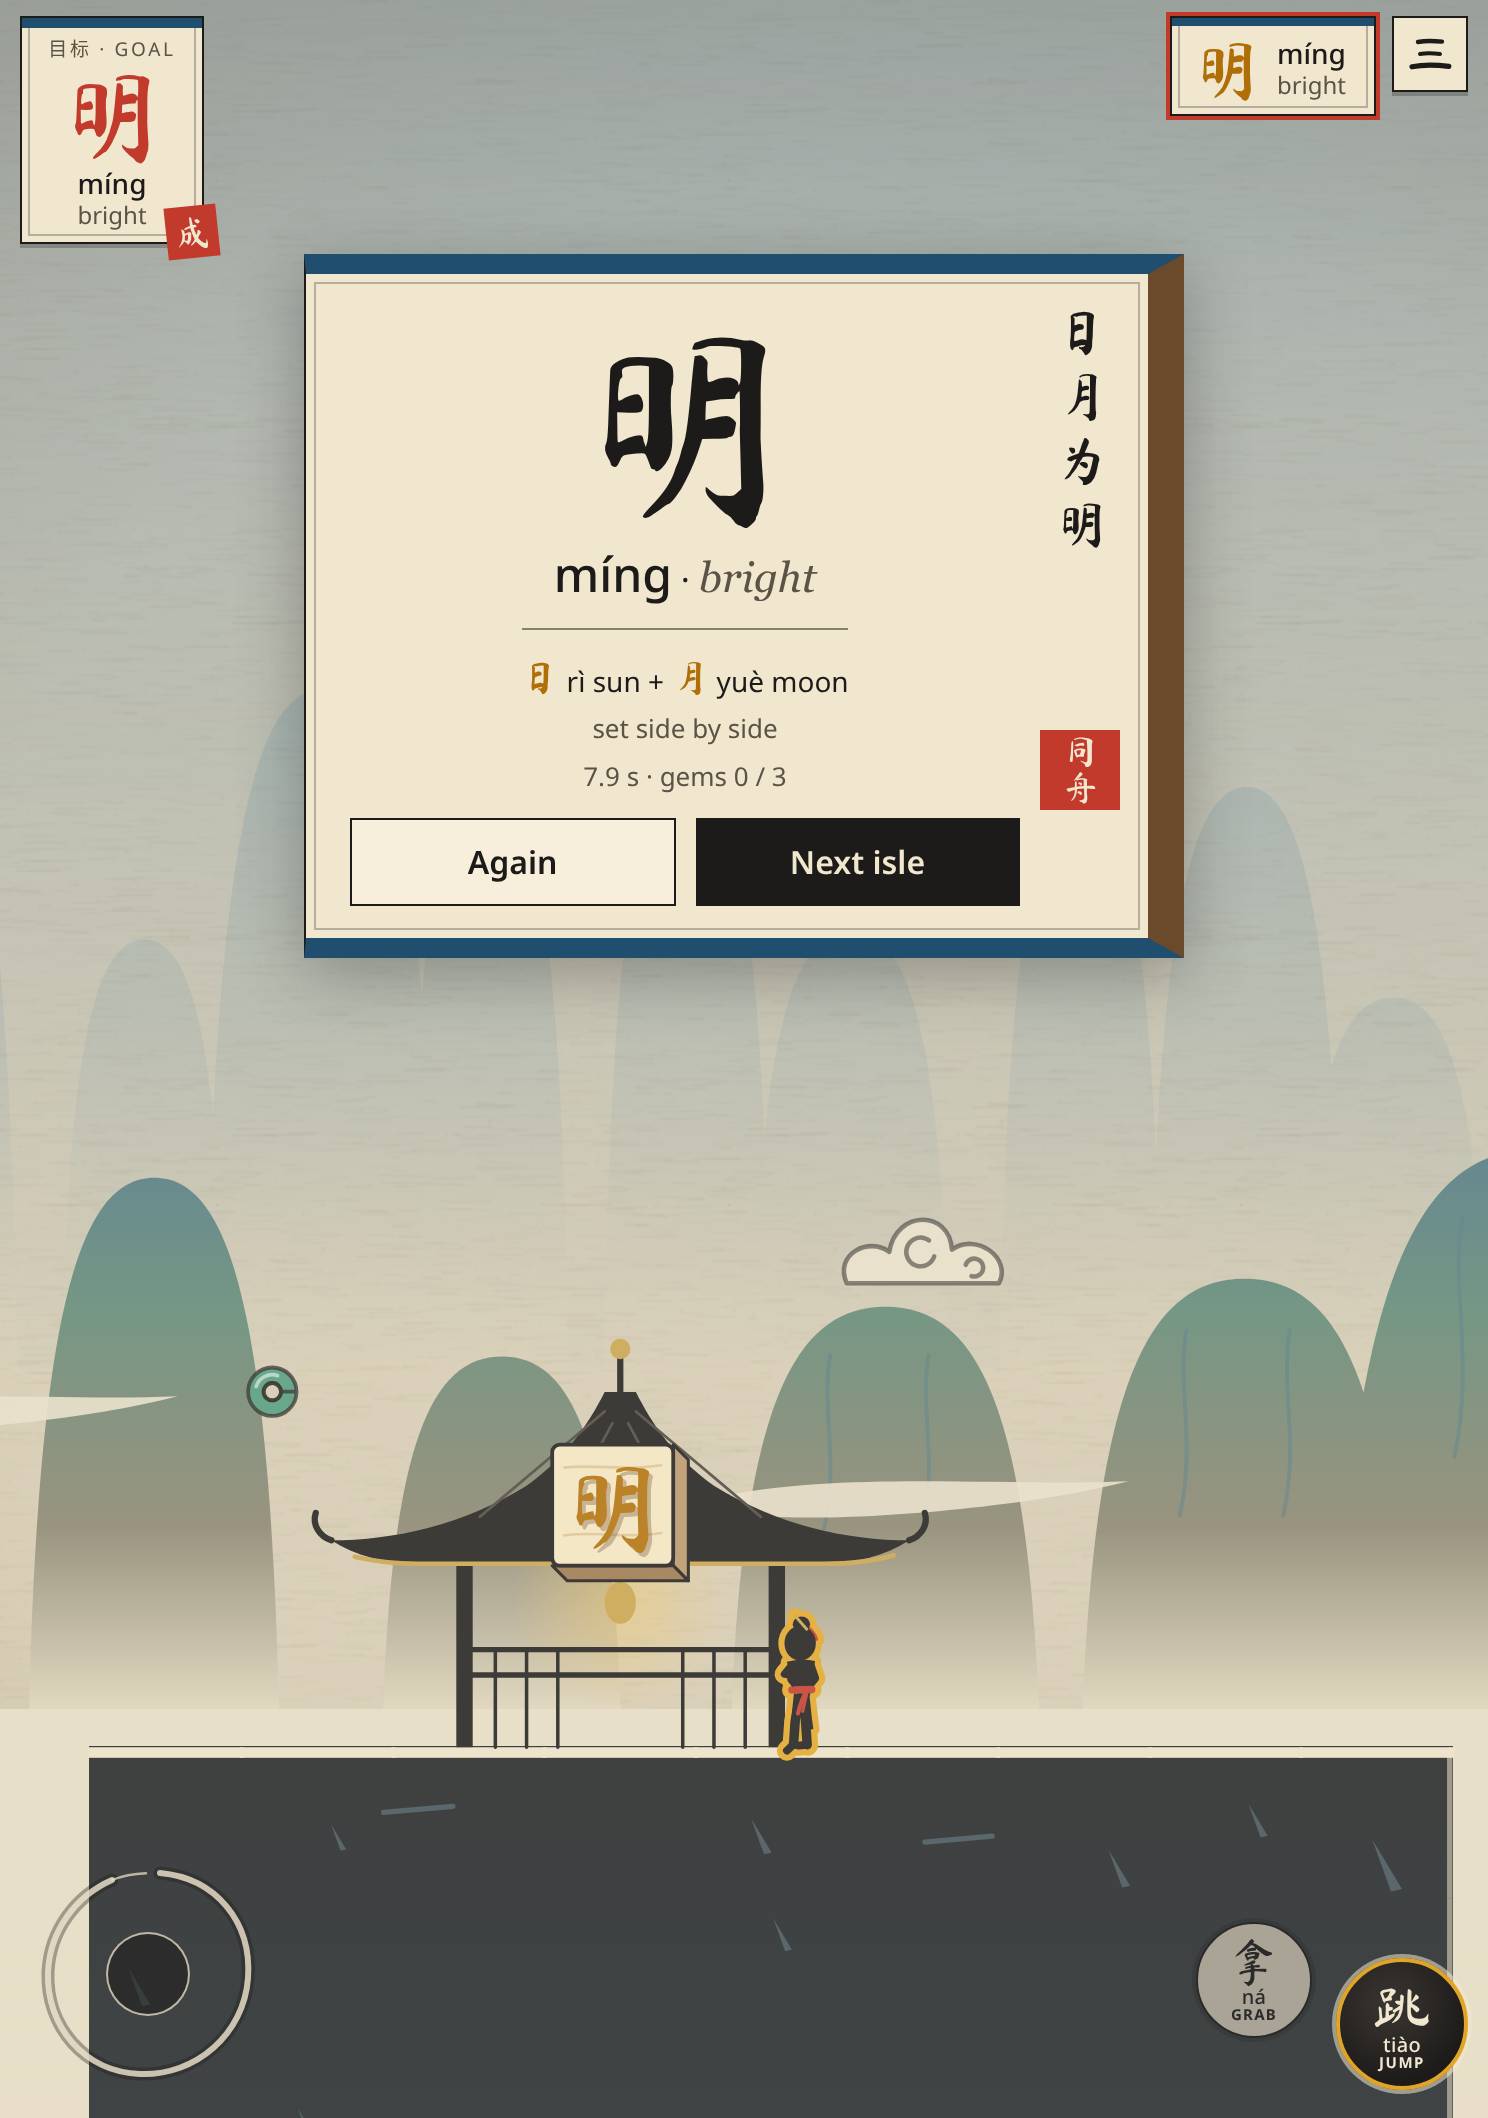 目标 · GOAL
明
míng
bright
成
明
míng
bright
三
明
míng · bright
日 rì sun + 月 yuè moon
set side by side
7.9 s · gems 0 / 3
Again
Next isle
日
月
为
明
同
舟
明
拿
ná
GRAB
跳
tiào
JUMP